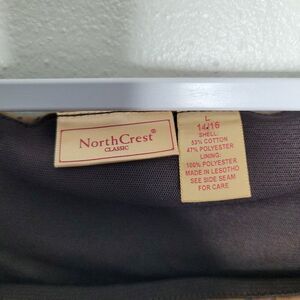 NorthCrest®
CLASSIC
L
14/16
SHELL:
53% COTTON
47% POLYESTER
LINING:
100% POLYESTER
MADE IN LESOTHO
SEE SIDE SEAM
FOR CARE